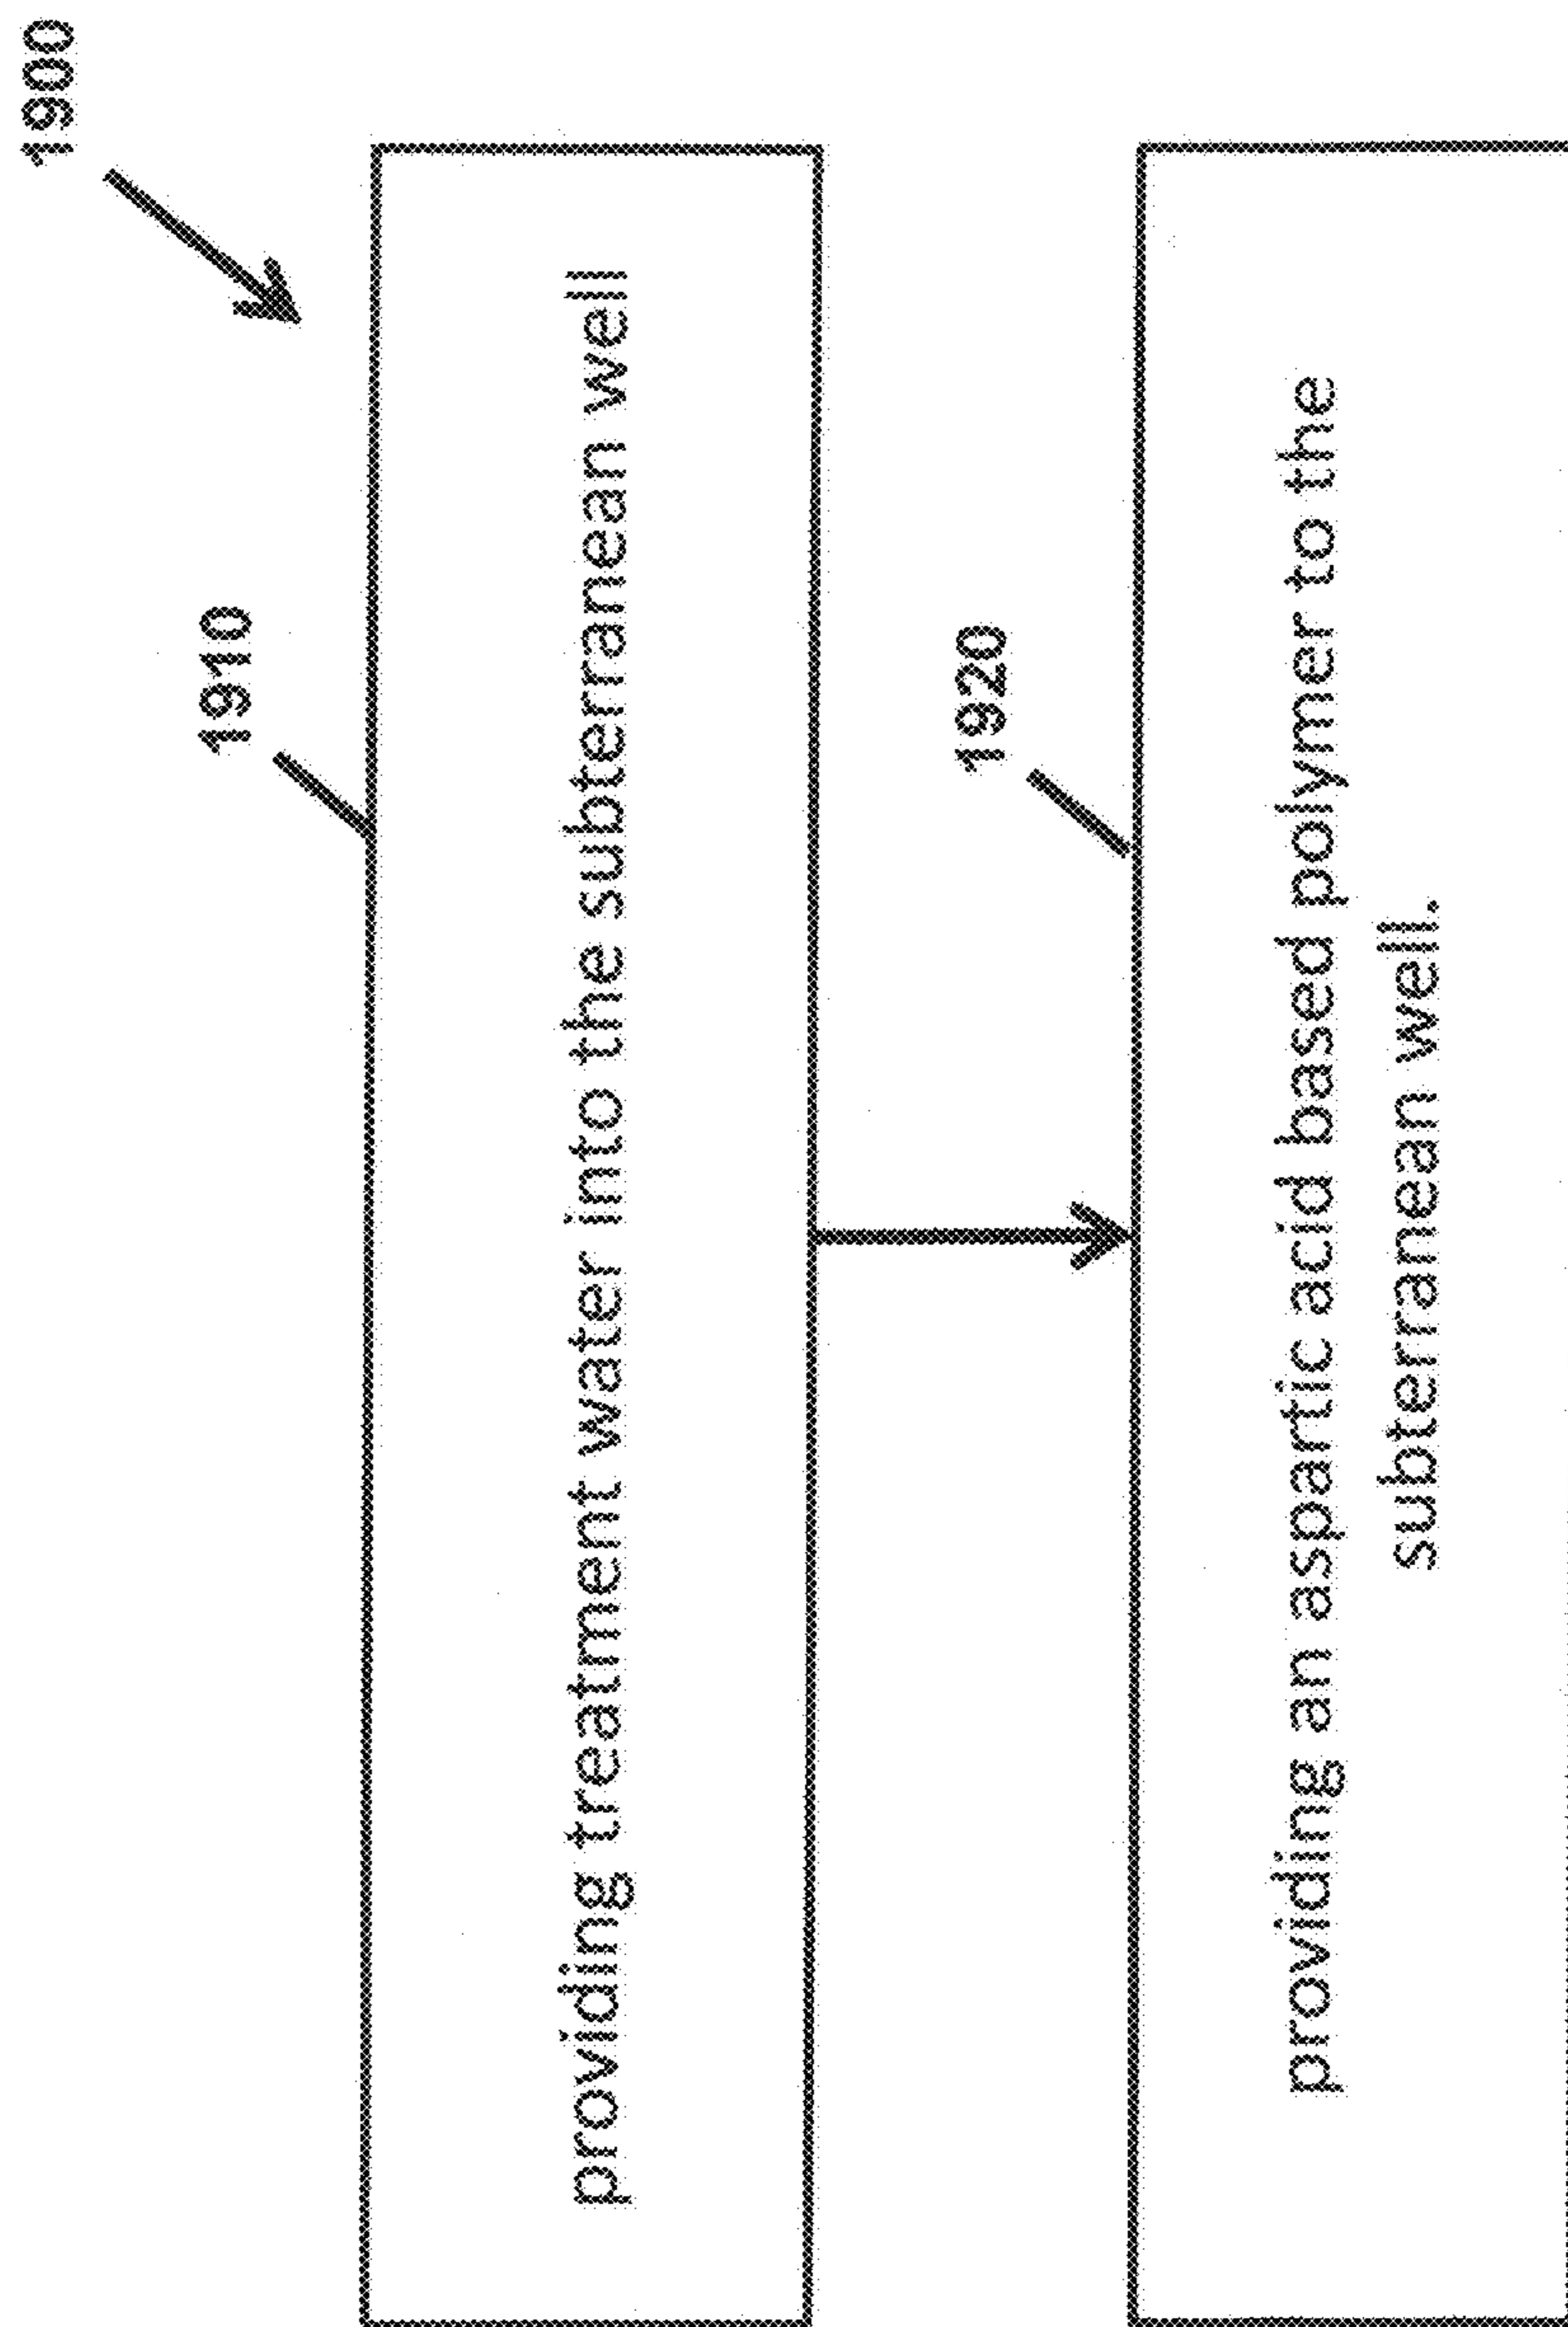 1900
1910
providing treatment water into the subterranean well
1920
providing an aspartic acid based polymer to the
subterranean well.